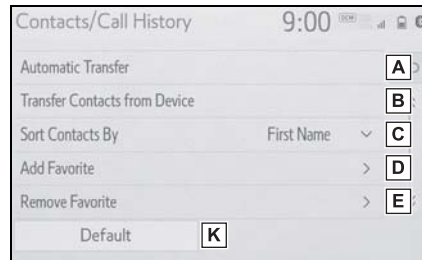 Contacts/Call History 9:00 DCM
Automatic Transfer A
Transfer Contacts from Device B
Sort Contacts By First Name C
Add Favorite > D
Remove Favorite > E
Default K